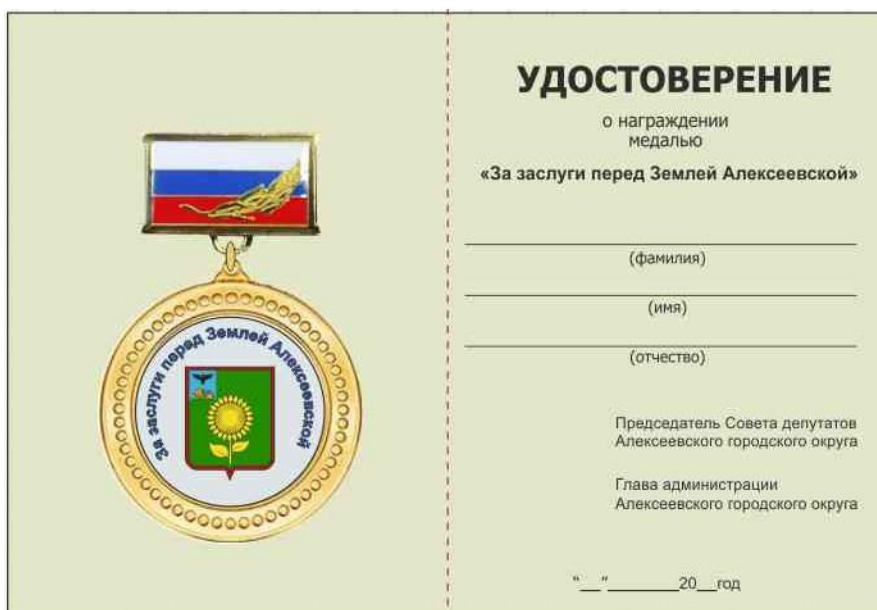 За заслуги перед Землей Алексеевской
УДОСТОВЕРЕНИЕ
о награждении
медалью
«За заслуги перед Землей Алексеевской»
(фамилия)
(имя)
(отчество)
Председатель Совета депутатов
Алексеевского городского округа
Глава администрации
Алексеевского городского округа
"__"________20__год